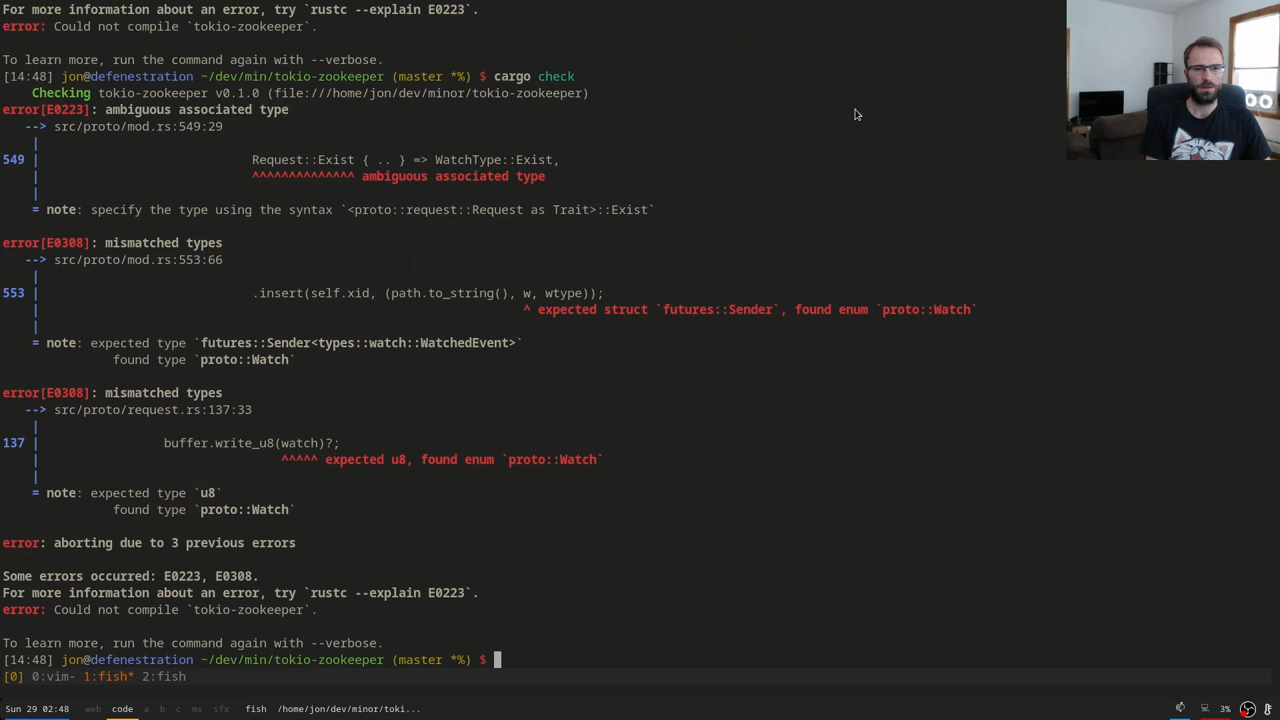 For more information about an error, try `rustc --explain E0223`.
error: Could not compile `tokio-zookeeper`.
To learn more, run the command again with --verbose.
[14:48] jon@defenestration ~/dev/min/tokio-zookeeper (master *%) $ cargo check
Checking tokio-zookeeper v0.1.0 (file:///home/jon/dev/minor/tokio-zookeeper)
error[E0223]: ambiguous associated type
--> src/proto/mod.rs:549:29
|
549 | Request::Exist { .. } => WatchType::Exist,
| ^^^^^^^^^^^^^^ ambiguous associated type
|
= note: specify the type using the syntax `<proto::request::Request as Trait>::Exist`
error[E0308]: mismatched types
--> src/proto/mod.rs:553:66
|
553 | .insert(self.xid, (path.to_string(), w, wtype));
| ^ expected struct `futures::Sender`, found enum `proto::Watch`
|
= note: expected type `futures::Sender<types::watch::WatchedEvent>`
found type `proto::Watch`
error[E0308]: mismatched types
--> src/proto/request.rs:137:33
|
137 | buffer.write_u8(watch)?;
| ^^^^^ expected u8, found enum `proto::Watch`
|
= note: expected type `u8`
found type `proto::Watch`
error: aborting due to 3 previous errors
Some errors occurred: E0223, E0308.
For more information about an error, try `rustc --explain E0223`.
error: Could not compile `tokio-zookeeper`.
To learn more, run the command again with --verbose.
[14:48] jon@defenestration ~/dev/min/tokio-zookeeper (master *%) $
[0] 0:vim- 1:fish* 2:fish
Sun 29 02:48 web code a b c mx sfx fish /home/jon/dev/minor/toki... 3%